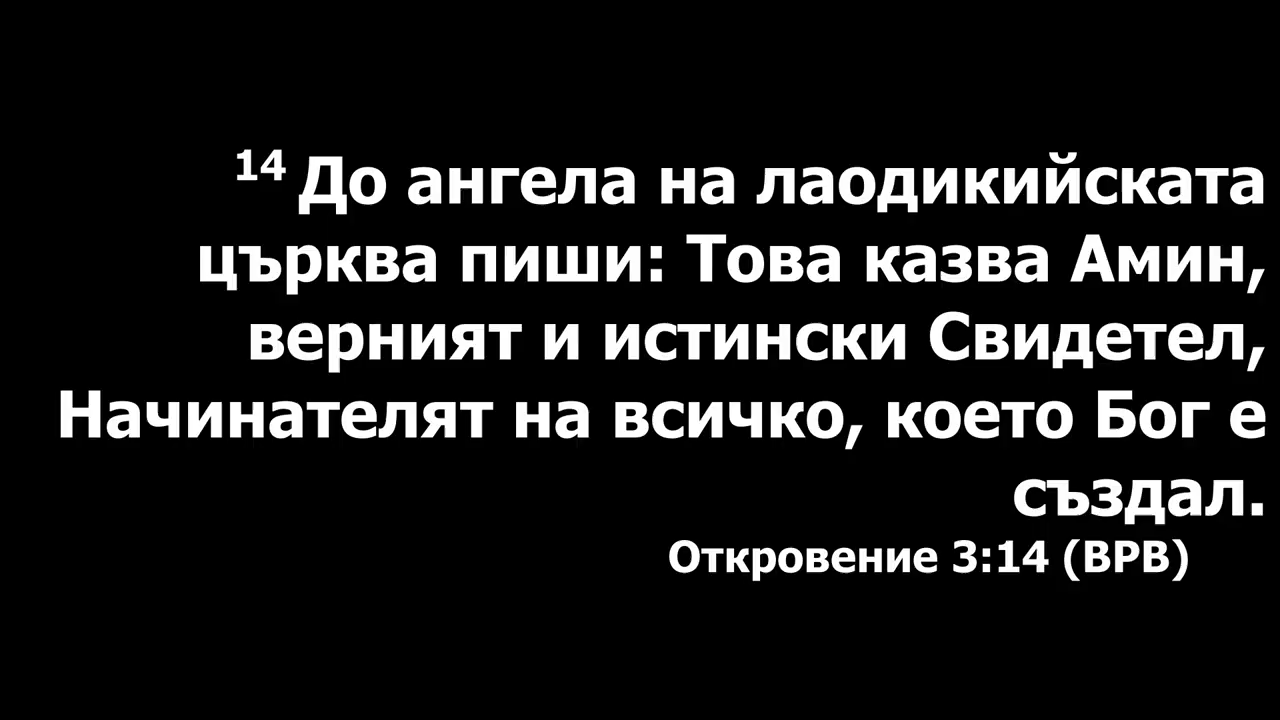 14 До ангела на лаодикийската
църква пиши: Това казва Амин,
верният и истински Свидетел,
Начинателят на всичко, което Бог е
създал.
Откровение 3:14 (ВРВ)